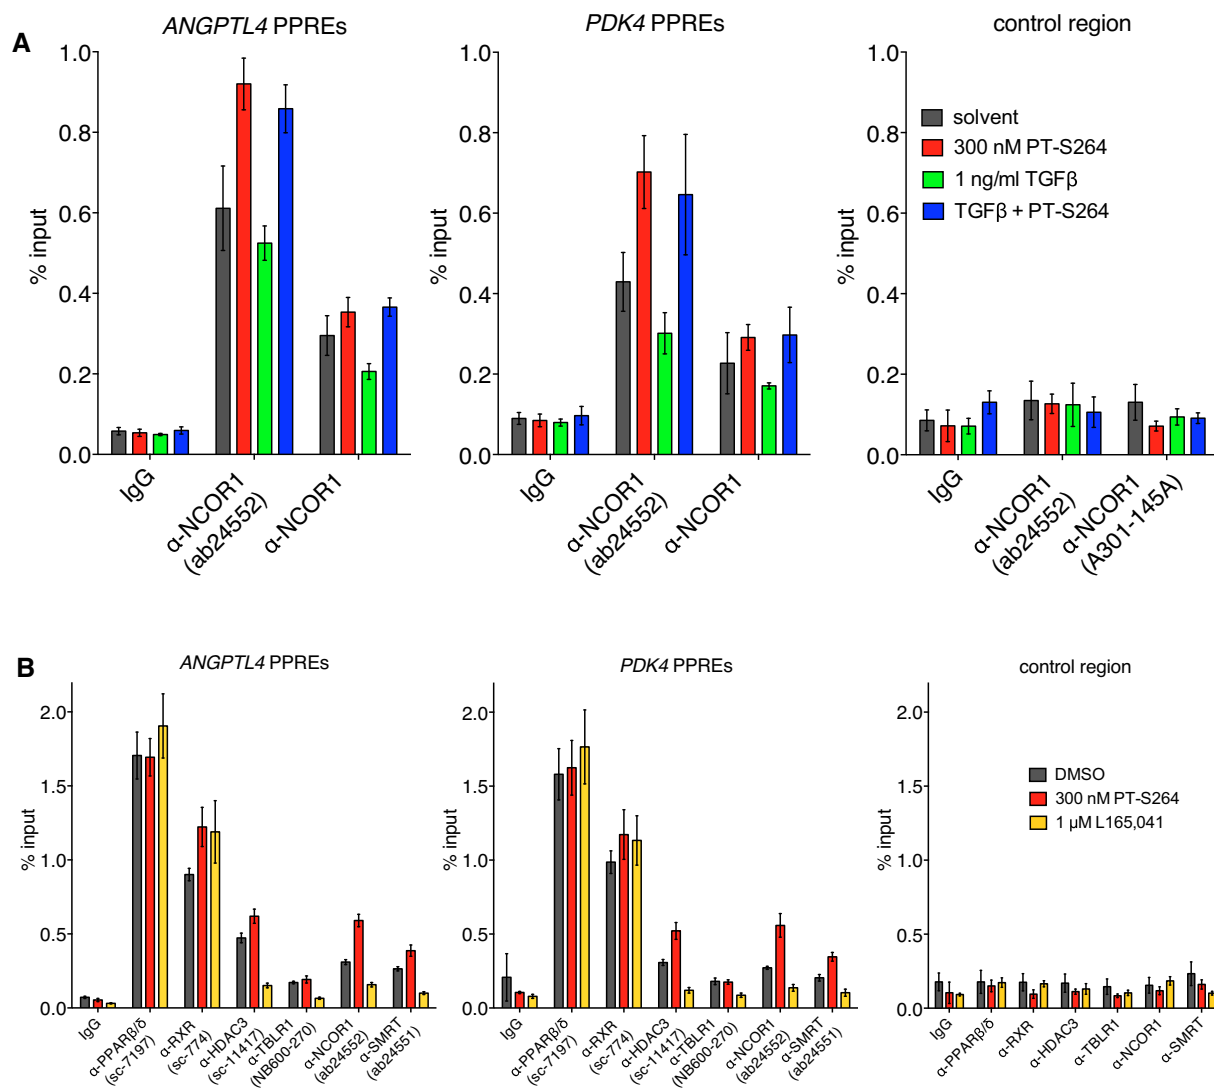 A
ANGPTL4 PPREs
PDK4 PPREs
control region
% input
1.0
0.8
0.6
0.4
0.2
0.0
IgG
α-NCOR1
(ab24552)
α-NCOR1
% input
1.0
0.8
0.6
0.4
0.2
0.0
IgG
α-NCOR1
(ab24552)
α-NCOR1
% input
1.0
0.8
0.6
0.4
0.2
0.0
solvent
300 nM PT-S264
1 ng/ml TGFβ
TGFβ + PT-S264
IgG
α-NCOR1
(ab24552)
α-NCOR1
(A301-145A)
B
ANGPTL4 PPREs
PDK4 PPREs
control region
% input
2.0
1.5
1.0
0.5
0.0
IgG
α-PPARβ/δ
(sc-7197)
α-RXR
(sc-774)
α-HDAC3
(sc-11417)
α-TBLR1
(NB600-270)
α-NCOR1
(ab24552)
α-SMRT
(ab24551)
% input
2.0
1.5
1.0
0.5
0.0
IgG
α-PPARβ/δ
(sc-7197)
α-RXR
(sc-774)
α-HDAC3
(sc-11417)
α-TBLR1
(NB600-270)
α-NCOR1
(ab24552)
α-SMRT
(ab24551)
% input
2.0
1.5
1.0
0.5
0.0
DMSO
300 nM PT-S264
1 µM L165,041
IgG
α-PPARβ/δ
α-RXR
α-HDAC3
α-TBLR1
α-NCOR1
α-SMRT